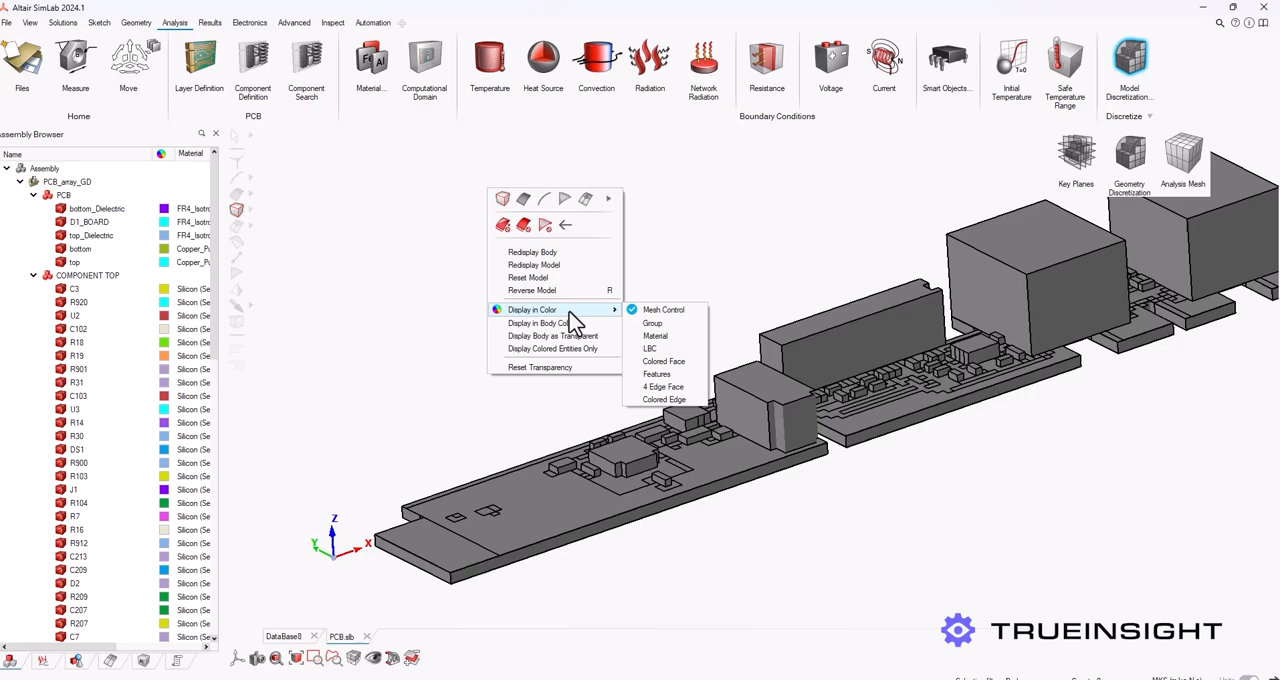 Altair SimLab 2024.1
File View Solutions Sketch Geometry Analysis Results Electronics Advanced Inspect Automation
Files Measure Move Layer Definition Component Definition Component Search Material... Computational Domain Temperature Heat Source Convection Radiation Network Radiation Resistance Voltage Current Smart Objects... Initial Temperature Safe Temperature Range Model Discretization...
Home PCB Boundary Conditions Discretize
Key Planes Geometry Discretization Analysis Mesh
Assembly Browser
Name Material
Assembly
PCB_array_GD
PCB
bottom_Dielectric FR4_Isotro
D1_BOARD FR4_Isotro
top_Dielectric FR4_Isotro
bottom Copper_Pu
top Copper_Pu
COMPONENT TOP
C3 Silicon (Se
R920 Silicon (Se
U2 Silicon (Se
C102 Silicon (Se
R18 Silicon (Se
R19 Silicon (Se
R901 Silicon (Se
R31 Silicon (Se
C103 Silicon (Se
U3 Silicon (Se
R14 Silicon (Se
R30 Silicon (Se
DS1 Silicon (Se
R900 Silicon (Se
R103 Silicon (Se
J1 Silicon (Se
R104 Silicon (Se
R7 Silicon (Se
R16 Silicon (Se
R912 Silicon (Se
C213 Silicon (Se
C209 Silicon (Se
D2 Silicon (Se
R209 Silicon (Se
C207 Silicon (Se
R207 Silicon (Se
C7 Silicon (Se
Redisplay Body
Redisplay Model
Reset Model
Reverse Model R
Display in Color
Display in Body Col
Display Body as Transparent
Display Colored Entities Only
Reset Transparency
Mesh Control
Group
Material
LBC
Colored Face
Features
4 Edge Face
Colored Edge
Z
Y X
DataBase8 PCB.slb
TRUEINSIGHT